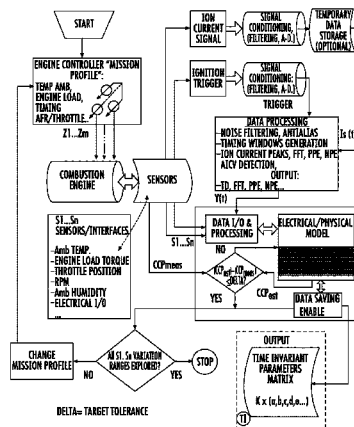 START
ENGINE CONTROLLER "MISSION
PROFILE":
TEMP AMB,
ENGINE LOAD,
TIMING
AFR/THROTTLE..
Z1...Zm
COMBUSTION
ENGINE
SENSORS
ION
CURRENT
SIGNAL
SIGNAL
CONDITIONING,
(FILTERING, A-D.)
TEMPORARY
DATA
STORAGE
(OPTIONAL)
IGNITION
TRIGGER
SIGNAL
CONDITIONING:
(FILTERING, A-D.)
TRIGGER
DATA PROCESSING
-NOISE FILTERING, ANTIALIAS
-TIMING WINDOWS GENERATION
-ION CURRENT PEAKS, FFT, PPE, NPE
AICV DETECTION,
OUTPUT:
-TD, FFT, PPE, NPE...
Is (t
Y(t)
S1...Sn
SENSORS/INTERFACES
-Amb TEMP.
-ENGINE LOAD TORQUE
-THROTTLE POSITION
-RPM
-Amb HUMIDITY
-ELECTRICAL I/O
...
S1...Sn
DATA I/O &
PROCESSING
ELECTRICAL/PHYSICAL
MODEL
CCPmeas
NO
≤DELTA?
YES
CCPest
DATA SAVING
ENABLE
CHANGE
MISSION PROFILE
NO
All S1. Sn VARIATION
RANGES EXPLORED?
YES
STOP
OUTPUT
TIME INVARIANT
PARAMETERS
MATRIX
K x (a,b,c,d,e...)
T1
DELTA= TARGET TOLERANCE